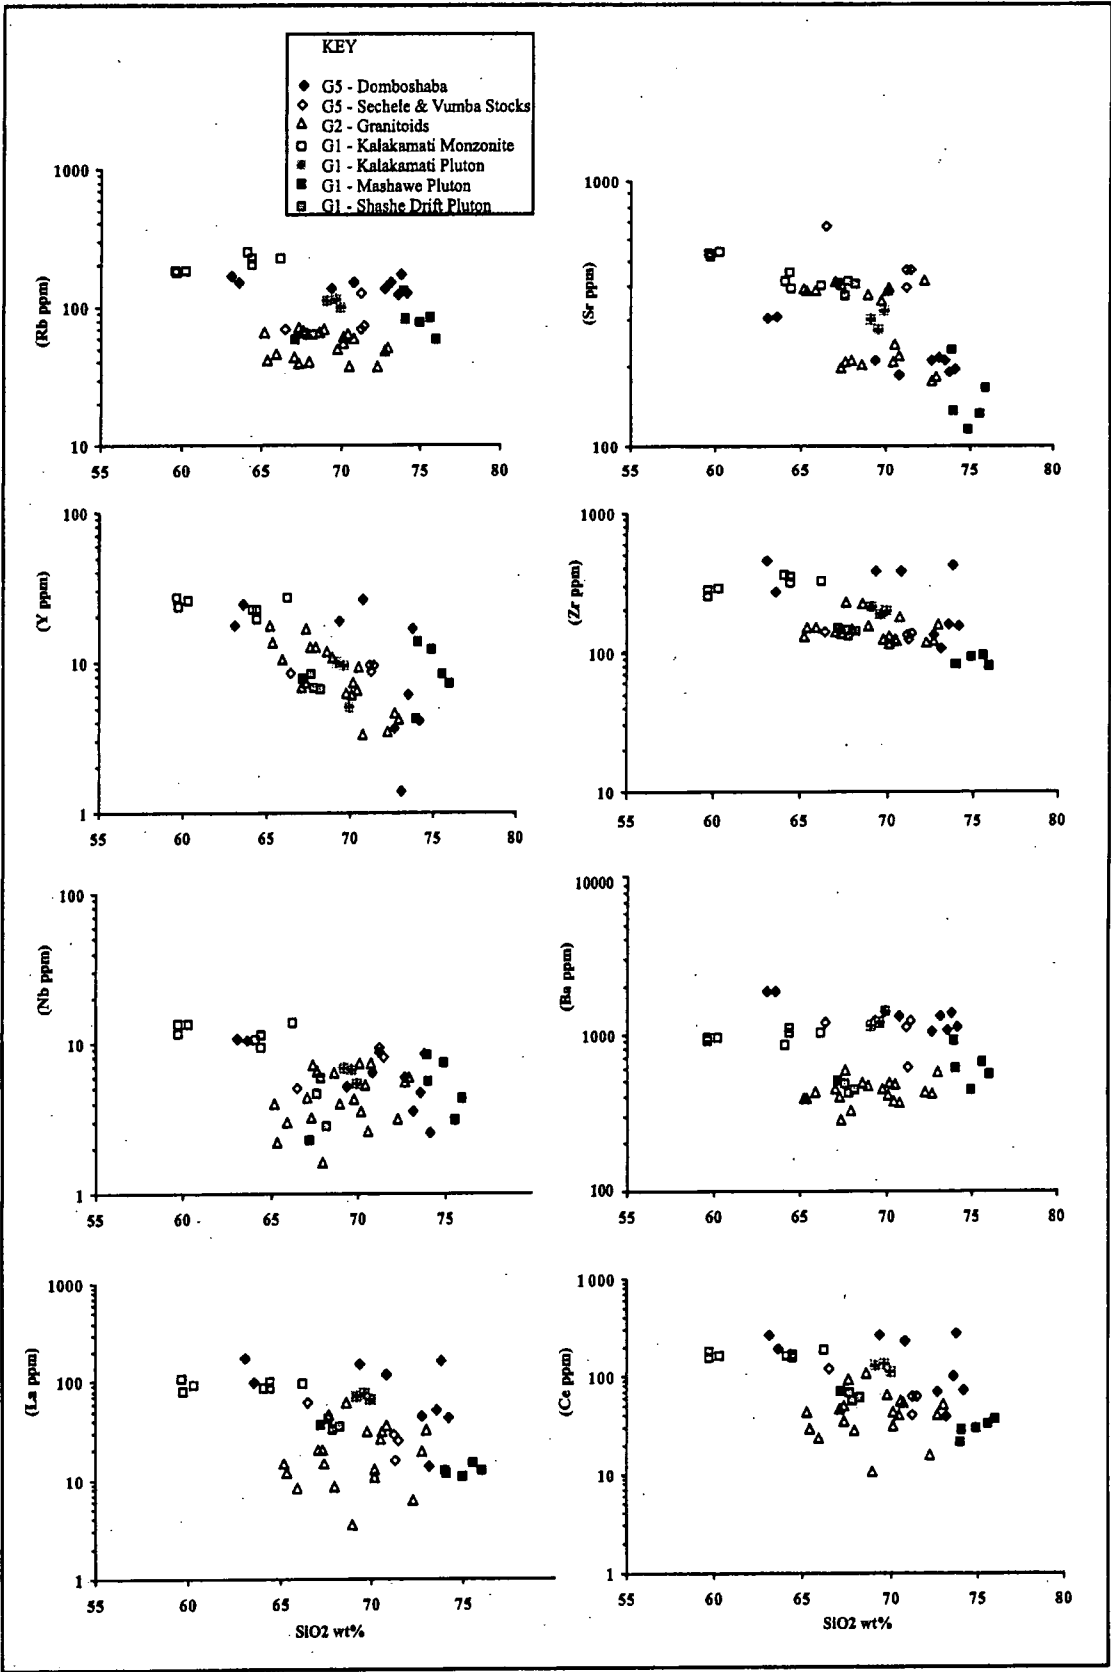 KEY
G5 - Domboshaba
G5 - Sechele & Vumba Stocks
G2 - Granitoids
G1 - Kalakamati Monzonite
G1 - Kalakamati Pluton
G1 - Mashawe Pluton
G1 - Shashe Drift Pluton
1000
100
10
(Rb ppm)
55 60 65 70 75 80
1000
100
(Sr ppm)
55 60 65 70 75 80
100
10
1
(Y ppm)
55 60 65 70 75 80
1000
100
10
(Zr ppm)
55 60 65 70 75 80
100
10
1
(Nb ppm)
55 60 65 70 75
10000
1000
100
(Ba ppm)
55 60 65 70 75 80
1000
100
10
1
(La ppm)
55 60 65 70 75
SiO2 wt%
1000
100
10
1
(Ce ppm)
55 60 65 70 75 80
SiO2 wt%